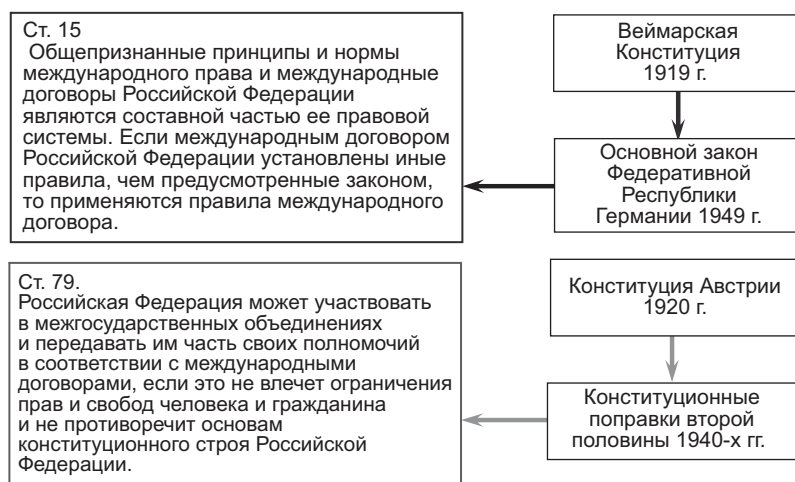 Ст. 15
Общепризнанные принципы и нормы
международного права и международные
договоры Российской Федерации
являются составной частью ее правовой
системы. Если международным договором
Российской Федерации установлены иные
правила, чем предусмотренные законом,
то применяются правила международного
договора.
Веймарская
Конституция
1919 г.
Основной закон
Федеративной
Республики
Германии 1949 г.
Ст. 79.
Российская Федерация может участвовать
в межгосударственных объединениях
и передавать им часть своих полномочий
в соответствии с международными
договорами, если это не влечет ограничения
прав и свобод человека и гражданина
и не противоречит основам
конституционного строя Российской
Федерации.
Конституция Австрии
1920 г.
Конституционные
поправки второй
половины 1940-х гг.